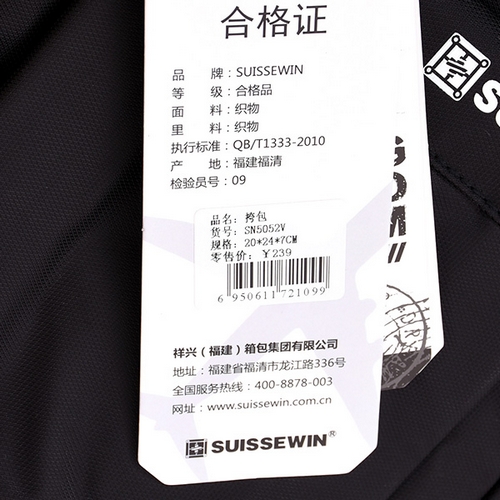 合格证
品 牌：SUISSEWIN
等 级：合格品
面 料：织物
里 料：织物
执行标准：QB/T1333-2010
产 地：福建福清
检验员号：09
品名：挎包
货号：SN5052V
规格：20*24*7CM
零售价：￥239
6 950611 721099
祥兴（福建）箱包集团有限公司
地址：福建省福清市龙江路336号
全国服务热线：400-8878-003
网址：www.suissewin.com.cn
SUISSEWIN®